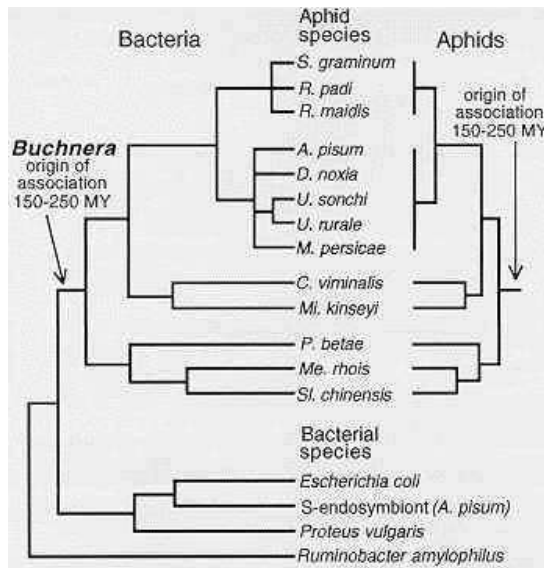 Bacteria
Aphid
species
Aphids
S. graminum
R. padi
R. maidis
origin of
association
150-250 MY
Buchnera
origin of
association
150-250 MY
A. pisum
D. noxia
U. sonchi
U. rurale
M. persicae
C. viminalis
Mi. kinseyi
P. betae
Me. rhois
Sl. chinensis
Bacterial
species
Escherichia coli
S-endosymbiont (A. pisum)
Proteus vulgaris
Ruminobacter amylophilus